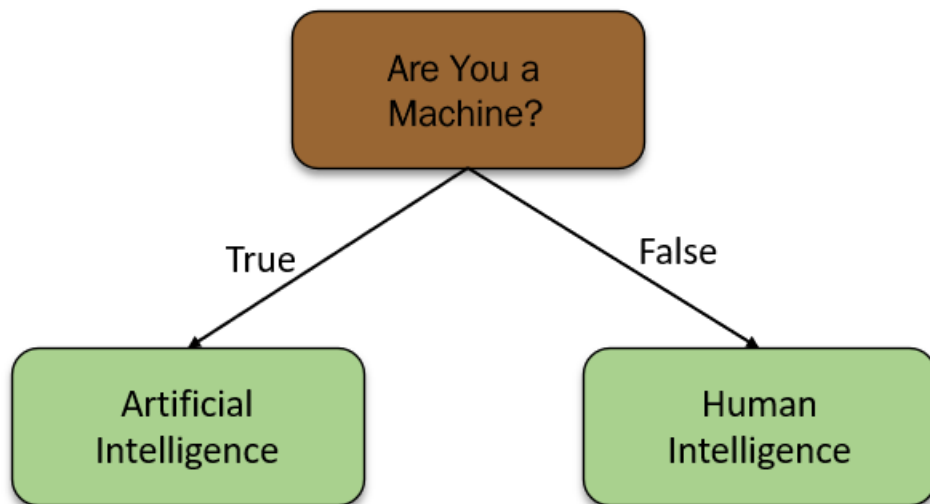 Are You a
Machine?
True
False
Artificial
Intelligence
Human
Intelligence